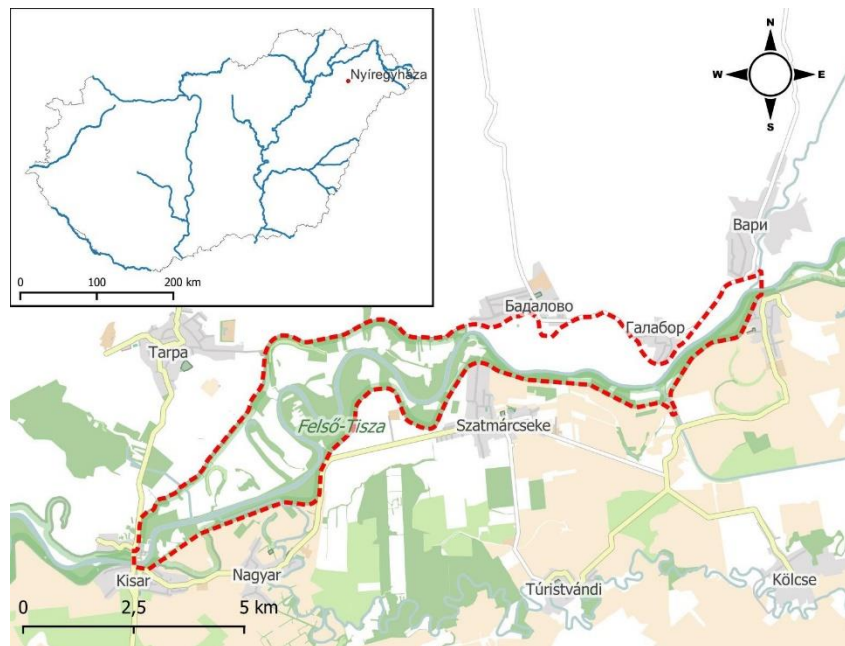 Nyíregyháza
0 100 200 km
N
W E
S
Вари
Бадалово
Галабор
Tarpa
Felső-Tisza
Szatmárcseke
Kisar
Nagyar
Túristvándi
Kölcse
0 2,5 5 km